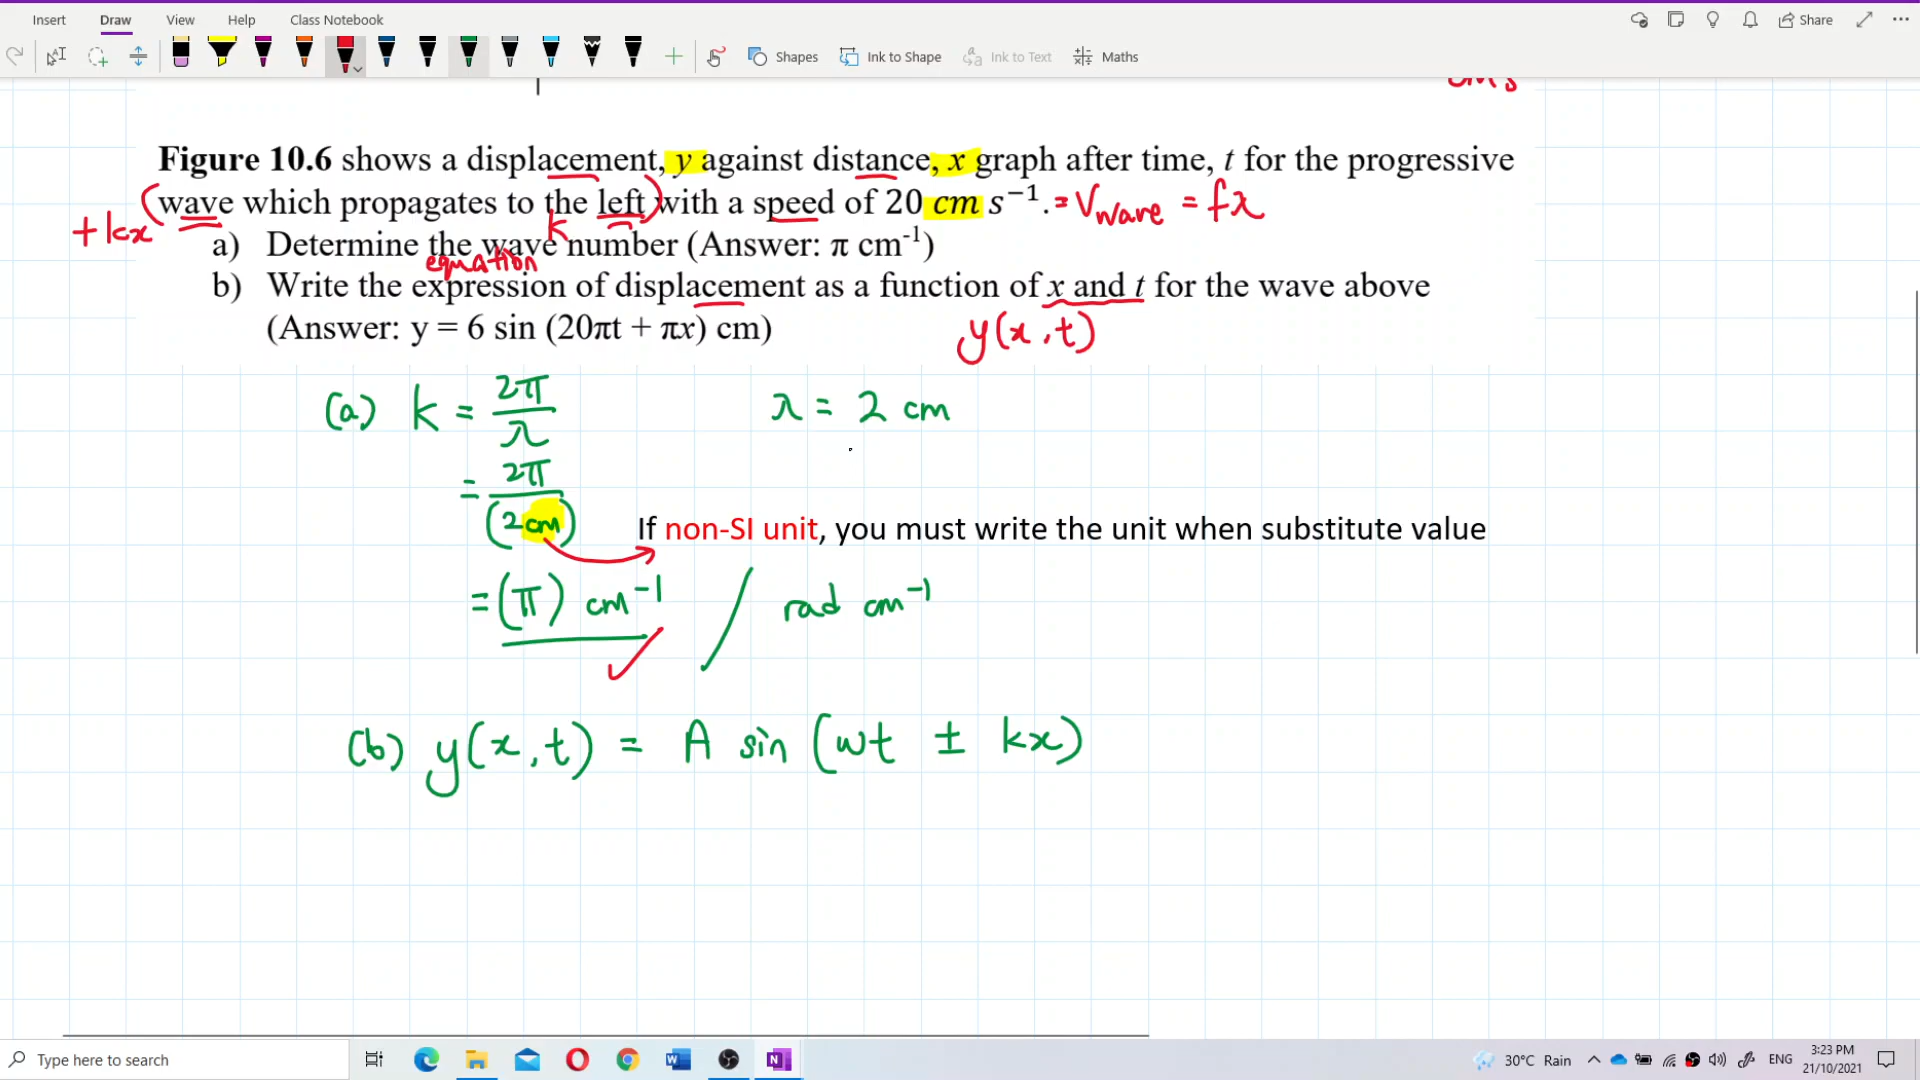 Insert Draw View Help Class Notebook Share
Shapes Ink to Shape Ink to Text Maths
cm s
Figure 10.6 shows a displacement, y against distance, x graph after time, t for the progressive
wave which propagates to the left with a speed of 20 cm s⁻¹. = Vwave = fλ
+kx
k
a) Determine the wave number (Answer: π cm⁻¹)
equation
b) Write the expression of displacement as a function of x and t for the wave above
(Answer: y = 6 sin (20πt + πx) cm)
y(x,t)
(a) k = 2π/λ λ = 2 cm
= 2π/(2cm)
If non-SI unit, you must write the unit when substitute value
= (π) cm⁻¹ / rad cm⁻¹
(b) y(x,t) = A sin (ωt ± kx)
Type here to search
30°C Rain
ENG
3:23 PM
21/10/2021